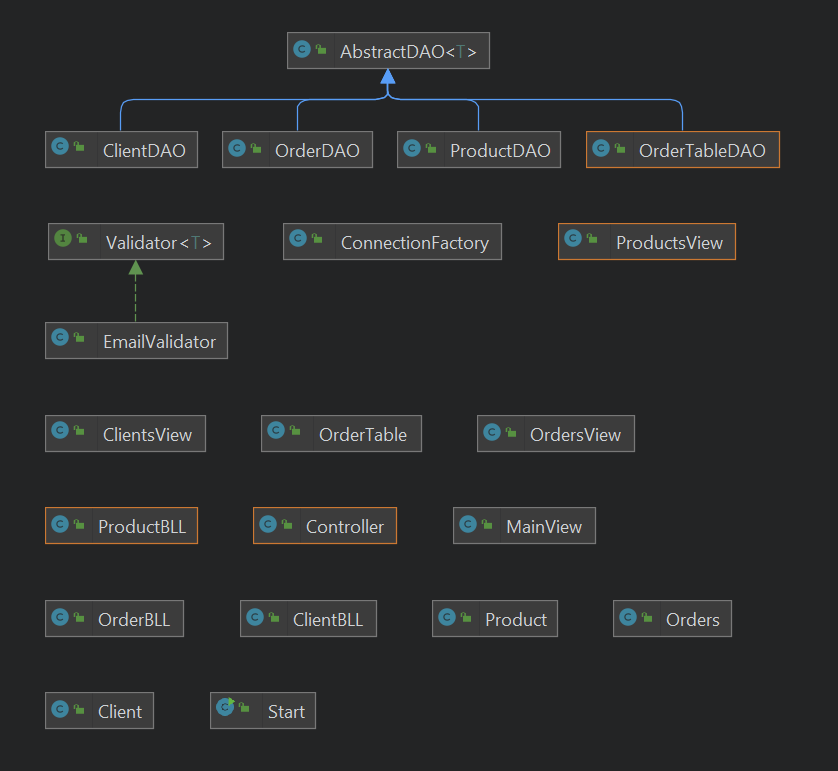 AbstractDAO<T>
ClientDAO OrderDAO ProductDAO OrderTableDAO
Validator<T> ConnectionFactory ProductsView
EmailValidator
ClientsView OrderTable OrdersView
ProductBLL Controller MainView
OrderBLL ClientBLL Product Orders
Client Start